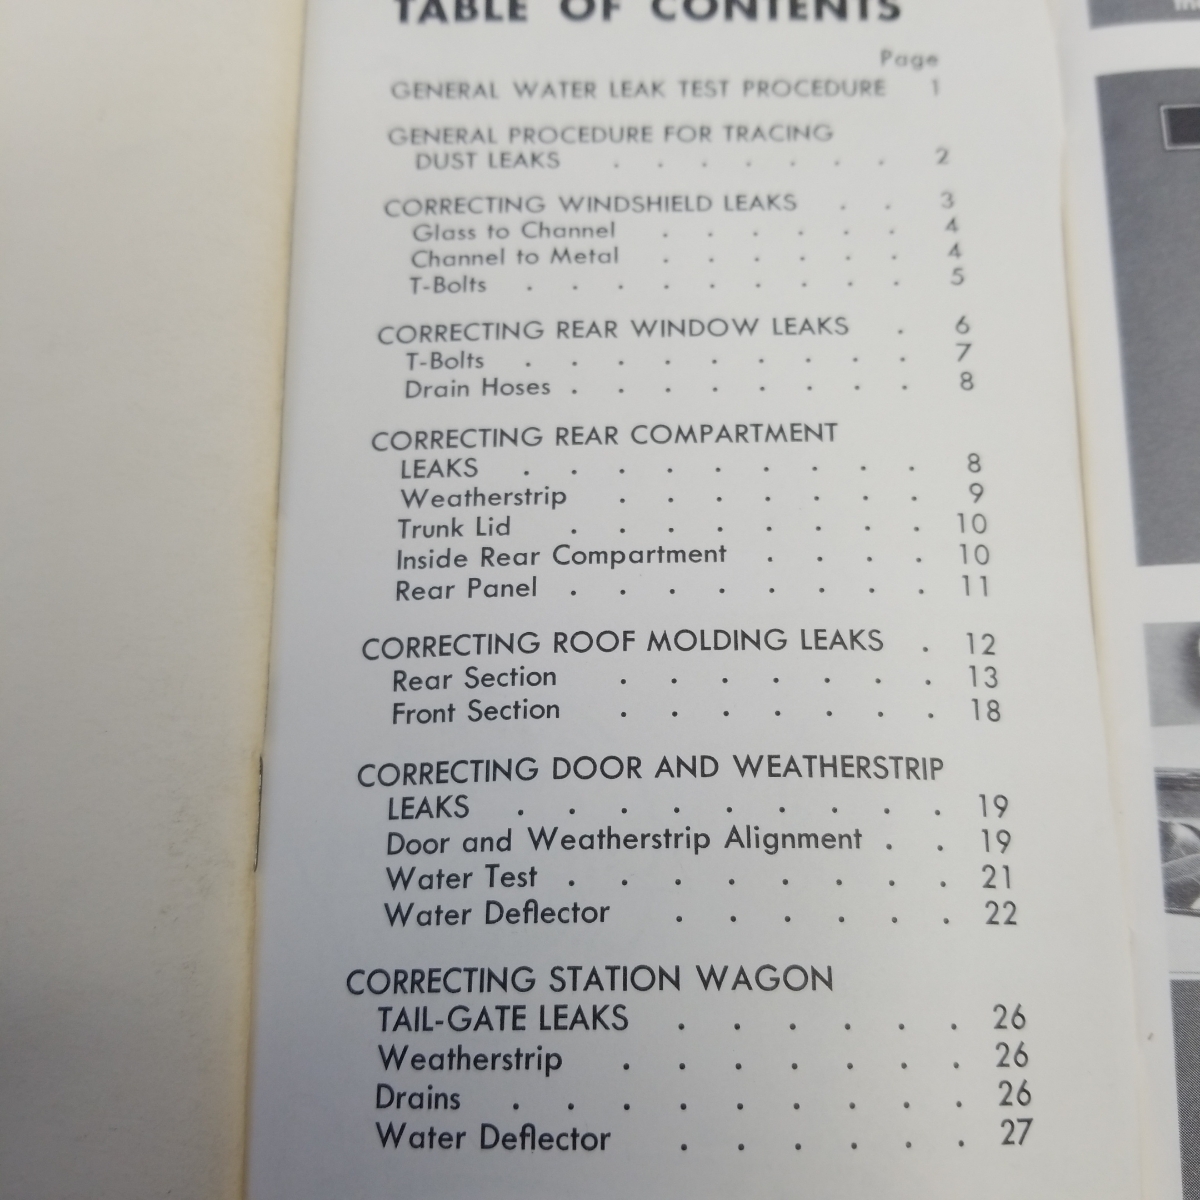 TABLE OF CONTENTS
Page
GENERAL WATER LEAK TEST PROCEDURE 1
GENERAL PROCEDURE FOR TRACING
DUST LEAKS . . . . . . . 2
CORRECTING WINDSHIELD LEAKS . . 3
Glass to Channel . . . . . . 4
Channel to Metal . . . . . . 4
T-Bolts . . . . . . . . . 5
CORRECTING REAR WINDOW LEAKS . 6
T-Bolts . . . . . . . . . 7
Drain Hoses . . . . . . . . 8
CORRECTING REAR COMPARTMENT
LEAKS . . . . . . . . . 8
Weatherstrip . . . . . . . 9
Trunk Lid . . . . . . . . 10
Inside Rear Compartment . . . . 10
Rear Panel . . . . . . . . 11
CORRECTING ROOF MOLDING LEAKS . 12
Rear Section . . . . . . . 13
Front Section . . . . . . . 18
CORRECTING DOOR AND WEATHERSTRIP
LEAKS . . . . . . . . . 19
Door and Weatherstrip Alignment . . 19
Water Test . . . . . . . . 21
Water Deflector . . . . . . 22
CORRECTING STATION WAGON
TAIL-GATE LEAKS . . . . . . 26
Weatherstrip . . . . . . . 26
Drains . . . . . . . . . 26
Water Deflector . . . . . . 27